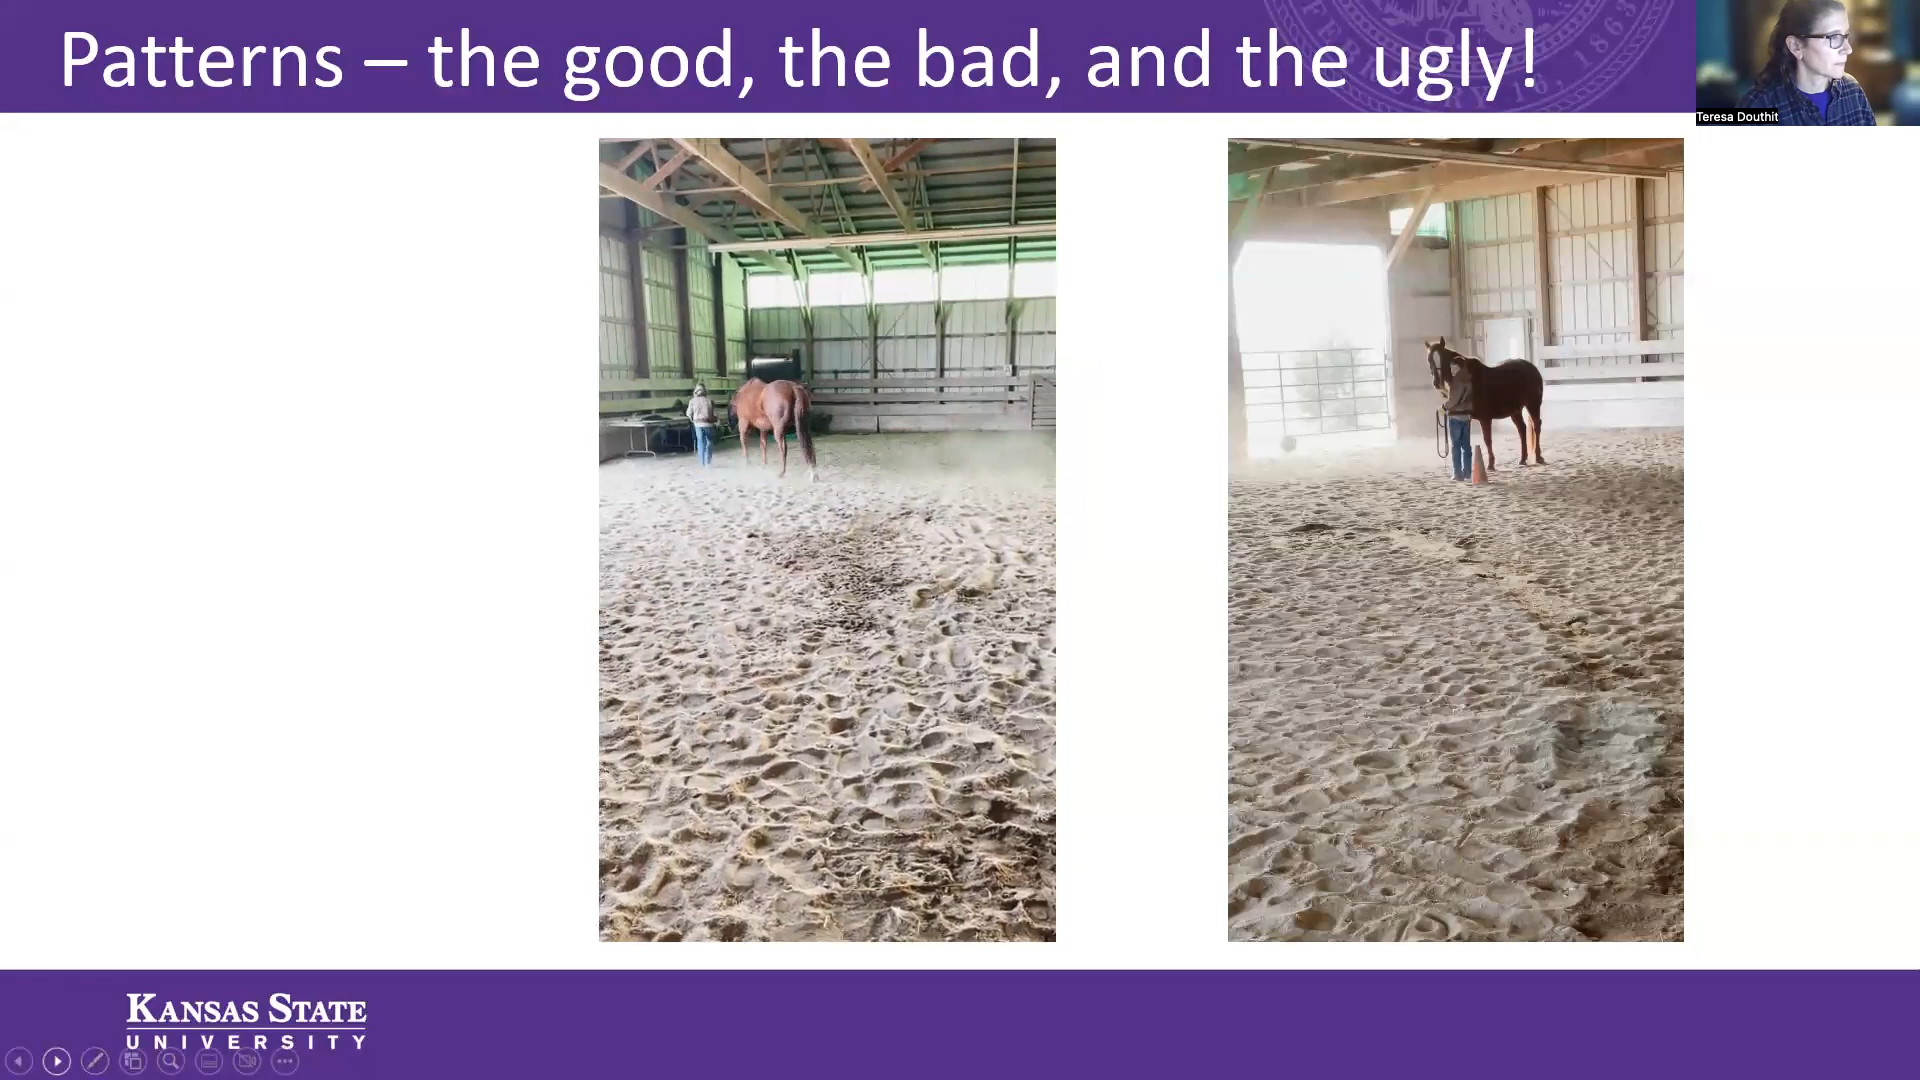 Patterns – the good, the bad, and the ugly!
Teresa Douthit
KANSAS STATE
UNIVERSITY